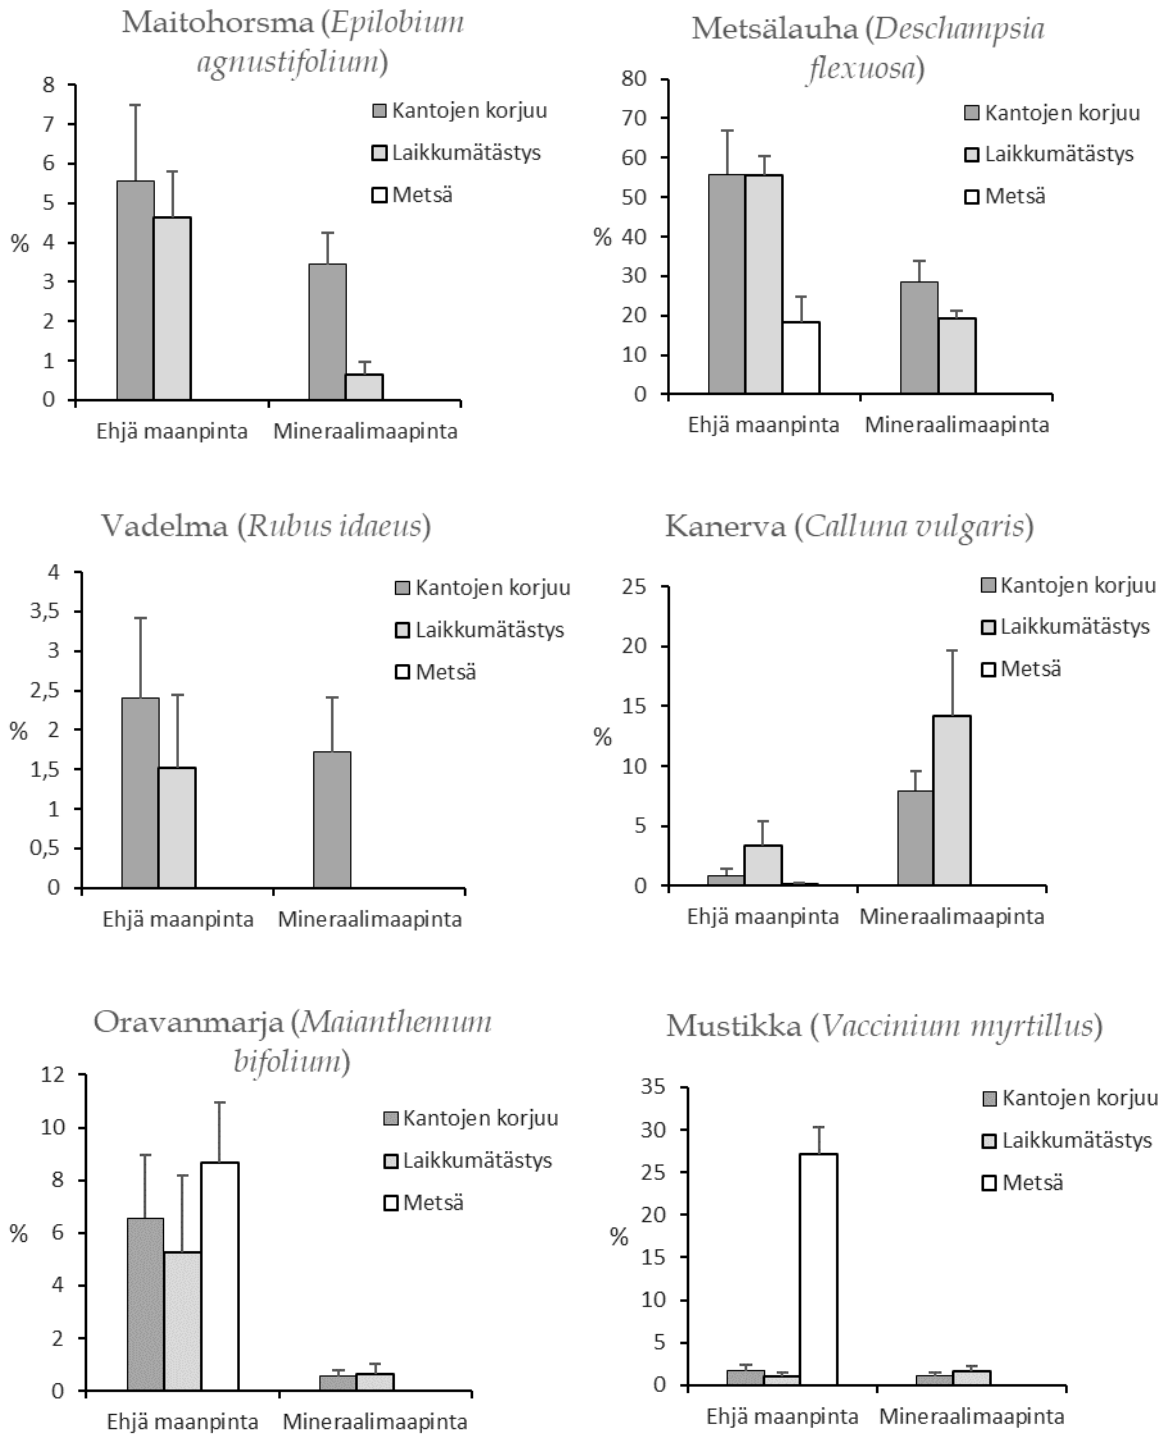 Maitohorsma (Epilobium
agnustifolium)
8
7
6
5
% 4
3
2
1
0
Kantojen korjuu
Laikkumätästys
Metsä
Ehjä maanpinta Mineraalimaapinta
Metsälauha (Deschampsia
flexuosa)
80
70
60
50
% 40
30
20
10
0
Kantojen korjuu
Laikkumätästys
Metsä
Ehjä maanpinta Mineraalimaapinta
Vadelma (Rubus idaeus)
4
3,5
3
2,5
% 2
1,5
1
0,5
0
Kantojen korjuu
Laikkumätästys
Metsä
Ehjä maanpinta Mineraalimaapinta
Kanerva (Calluna vulgaris)
25
20
15
%
10
5
0
Kantojen korjuu
Laikkumätästys
Metsä
Ehjä maanpinta Mineraalimaapinta
Oravanmarja (Maianthemum
bifolium)
12
10
8
% 6
4
2
0
Kantojen korjuu
Laikkumätästys
Metsä
Ehjä maanpinta Mineraalimaapinta
Mustikka (Vaccinium myrtillus)
35
30
25
20
%
15
10
5
0
Kantojen korjuu
Laikkumätästys
Metsä
Ehjä maanpinta Mineraalimaapinta